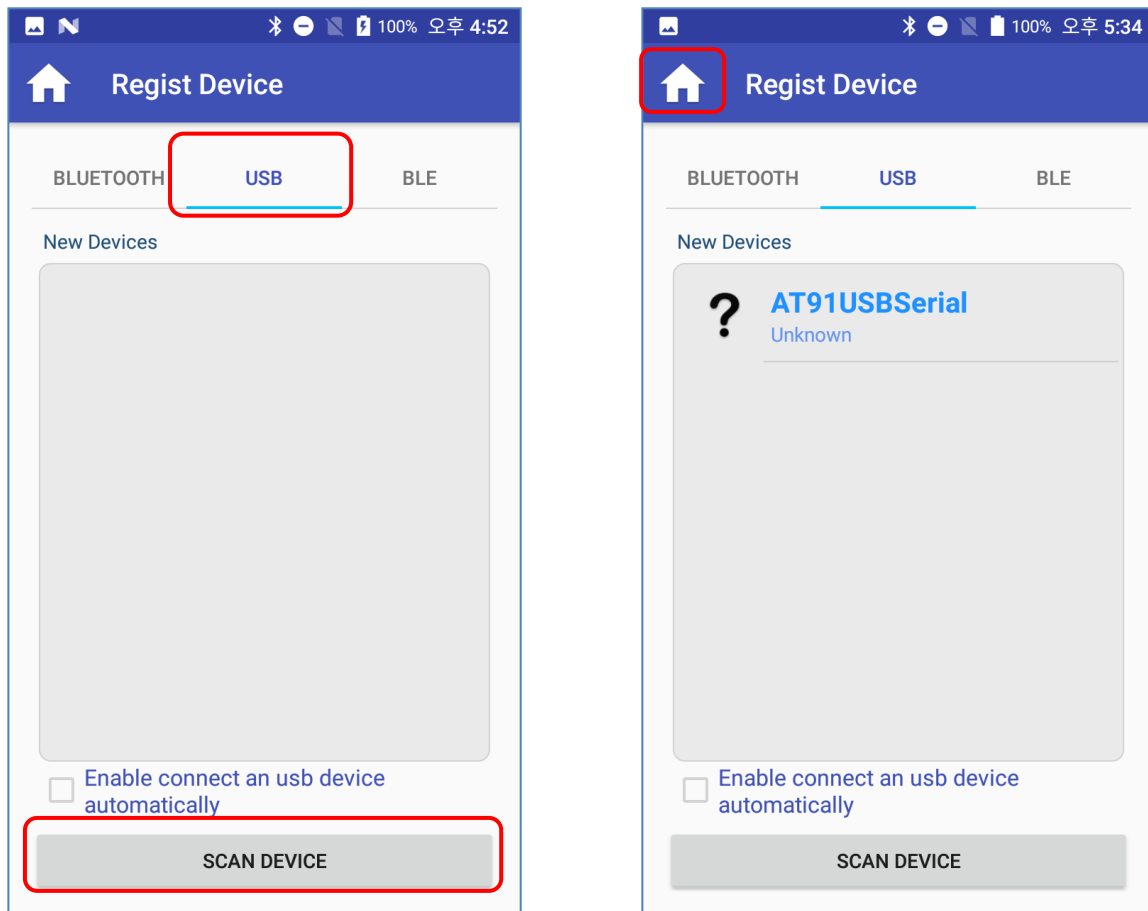 100% 오후 4:52
Regist Device
BLUETOOTH USB BLE
New Devices
Enable connect an usb device
automatically
SCAN DEVICE
100% 오후 5:34
Regist Device
BLUETOOTH USB BLE
New Devices
AT91USBSerial
Unknown
Enable connect an usb device
automatically
SCAN DEVICE